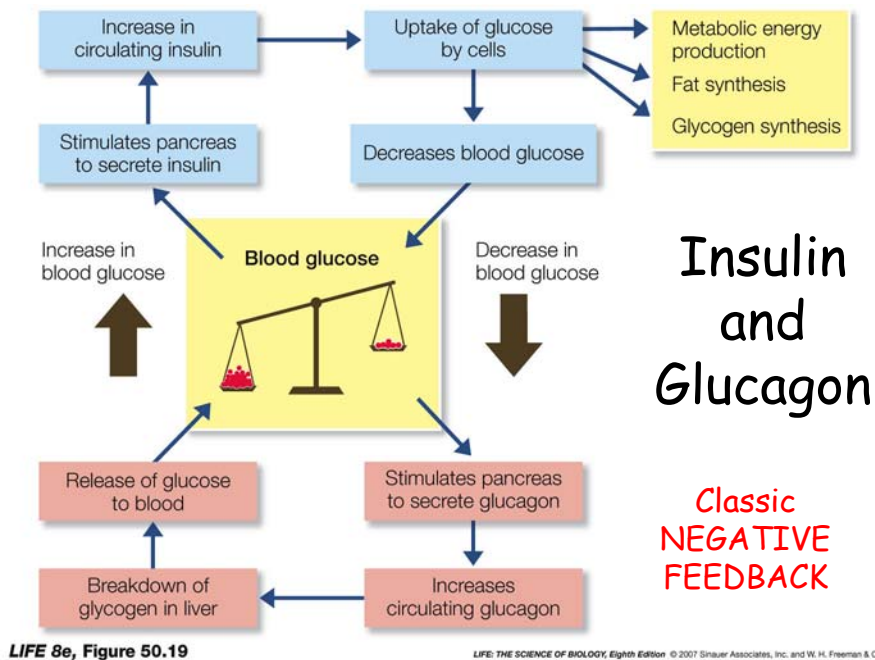 Increase in
circulating insulin
Uptake of glucose
by cells
Metabolic energy
production
Fat synthesis
Glycogen synthesis
Stimulates pancreas
to secrete insulin
Decreases blood glucose
Increase in
blood glucose
Blood glucose
Decrease in
blood glucose
Insulin
and
Glucagon
Release of glucose
to blood
Stimulates pancreas
to secrete glucagon
Classic
NEGATIVE
FEEDBACK
Breakdown of
glycogen in liver
Increases
circulating glucagon
LIFE 8e, Figure 50.19
LIFE: THE SCIENCE OF BIOLOGY, Eighth Edition © 2007 Sinauer Associates, Inc. and W. H. Freeman &